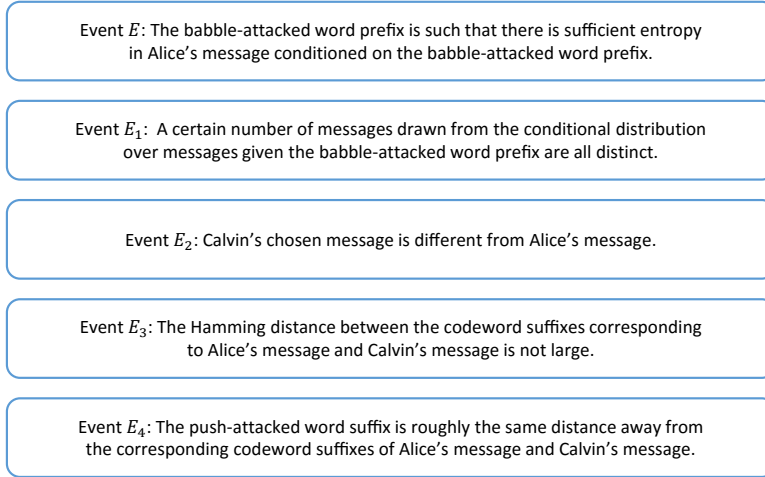 Event E: The babble-attacked word prefix is such that there is sufficient entropy
in Alice's message conditioned on the babble-attacked word prefix.
Event E₁: A certain number of messages drawn from the conditional distribution
over messages given the babble-attacked word prefix are all distinct.
Event E₂: Calvin's chosen message is different from Alice's message.
Event E₃: The Hamming distance between the codeword suffixes corresponding
to Alice's message and Calvin's message is not large.
Event E₄: The push-attacked word suffix is roughly the same distance away from
the corresponding codeword suffixes of Alice's message and Calvin's message.